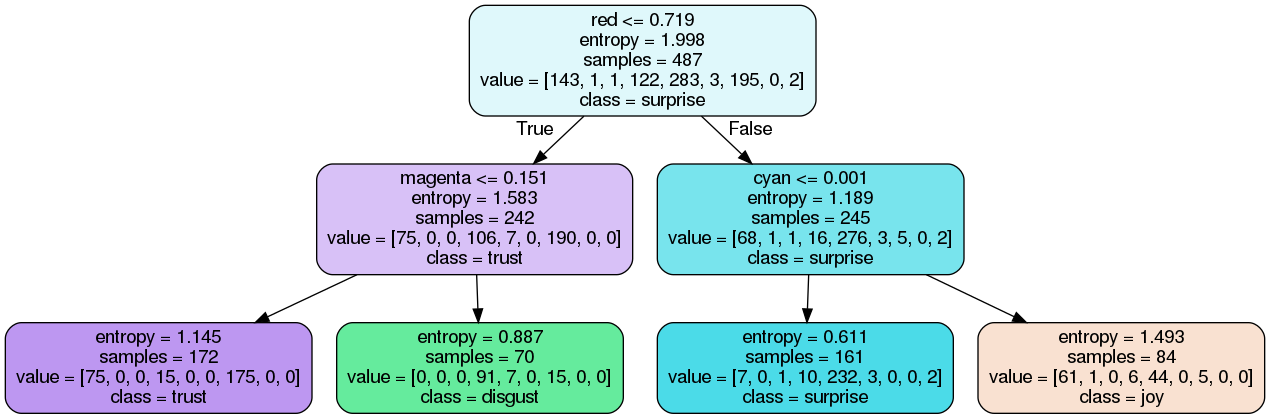 red <= 0.719
entropy = 1.998
samples = 487
value = [143, 1, 1, 122, 283, 3, 195, 0, 2]
class = surprise
True
False
magenta <= 0.151
entropy = 1.583
samples = 242
value = [75, 0, 0, 106, 7, 0, 190, 0, 0]
class = trust
cyan <= 0.001
entropy = 1.189
samples = 245
value = [68, 1, 1, 16, 276, 3, 5, 0, 2]
class = surprise
entropy = 1.145
samples = 172
value = [75, 0, 0, 15, 0, 0, 175, 0, 0]
class = trust
entropy = 0.887
samples = 70
value = [0, 0, 0, 91, 7, 0, 15, 0, 0]
class = disgust
entropy = 0.611
samples = 161
value = [7, 0, 1, 10, 232, 3, 0, 0, 2]
class = surprise
entropy = 1.493
samples = 84
value = [61, 1, 0, 6, 44, 0, 5, 0, 0]
class = joy